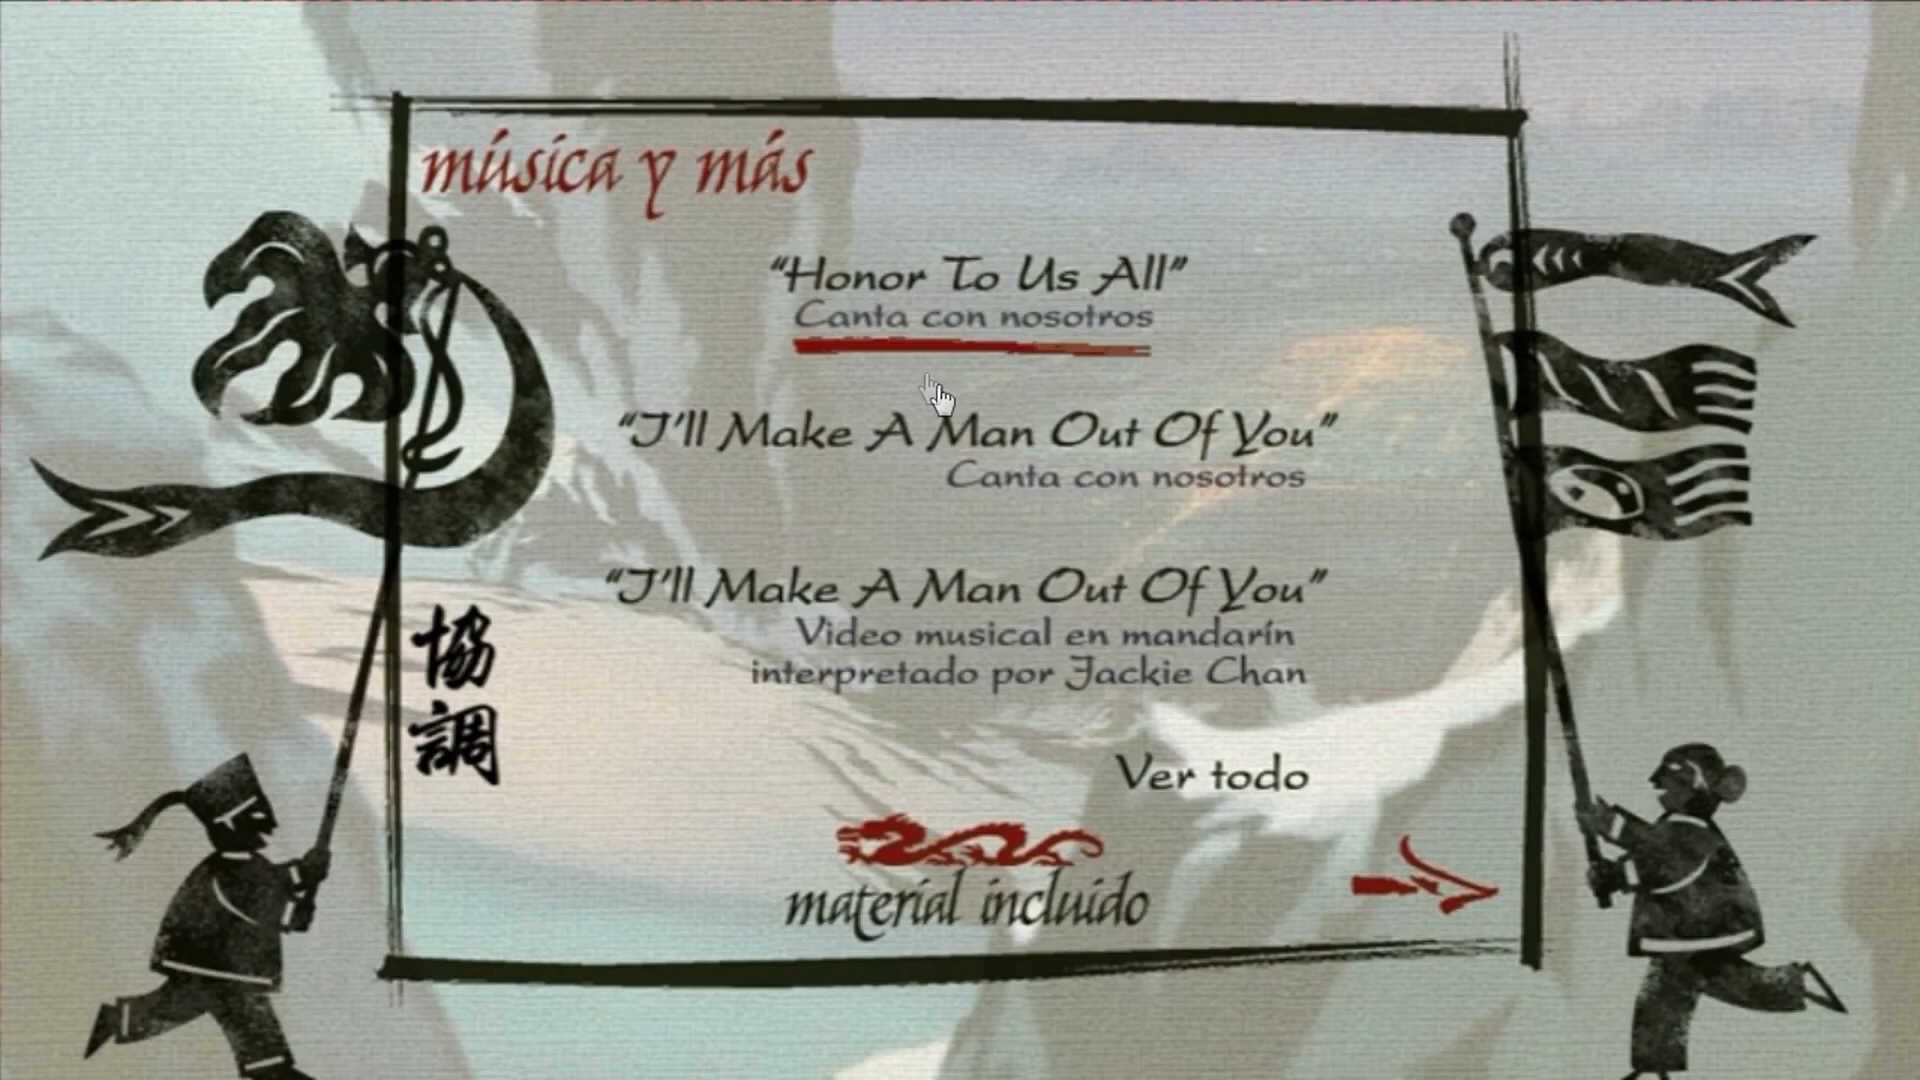 música y más
“Honor To Us All”
Canta con nosotros
“I’ll Make A Man Out Of You”
Canta con nosotros
“I’ll Make A Man Out Of You”
Video musical en mandarín
interpretado por Jackie Chan
協
調
Ver todo
material incluido